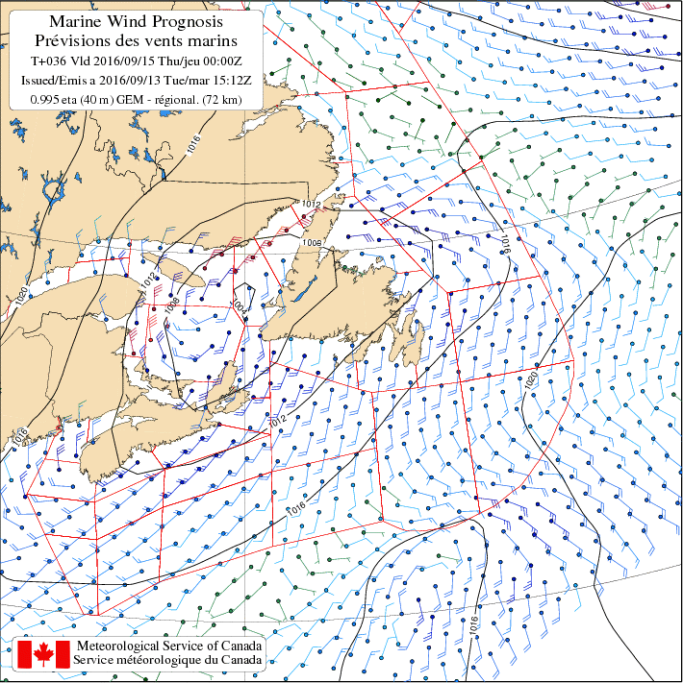 Marine Wind Prognosis
Prévisions des vents marins
T+036 Vld 2016/09/15 Thu/jeu 00:00Z
Issued/Emis a 2016/09/13 Tue/mar 15:12Z
0.995 eta (40 m) GEM - régional. (72 km)
1016
1012
1008
1016
1012
1008
1004
1020
1020
1016
1012
1016
1016
Meteorological Service of Canada
Service météorologique du Canada